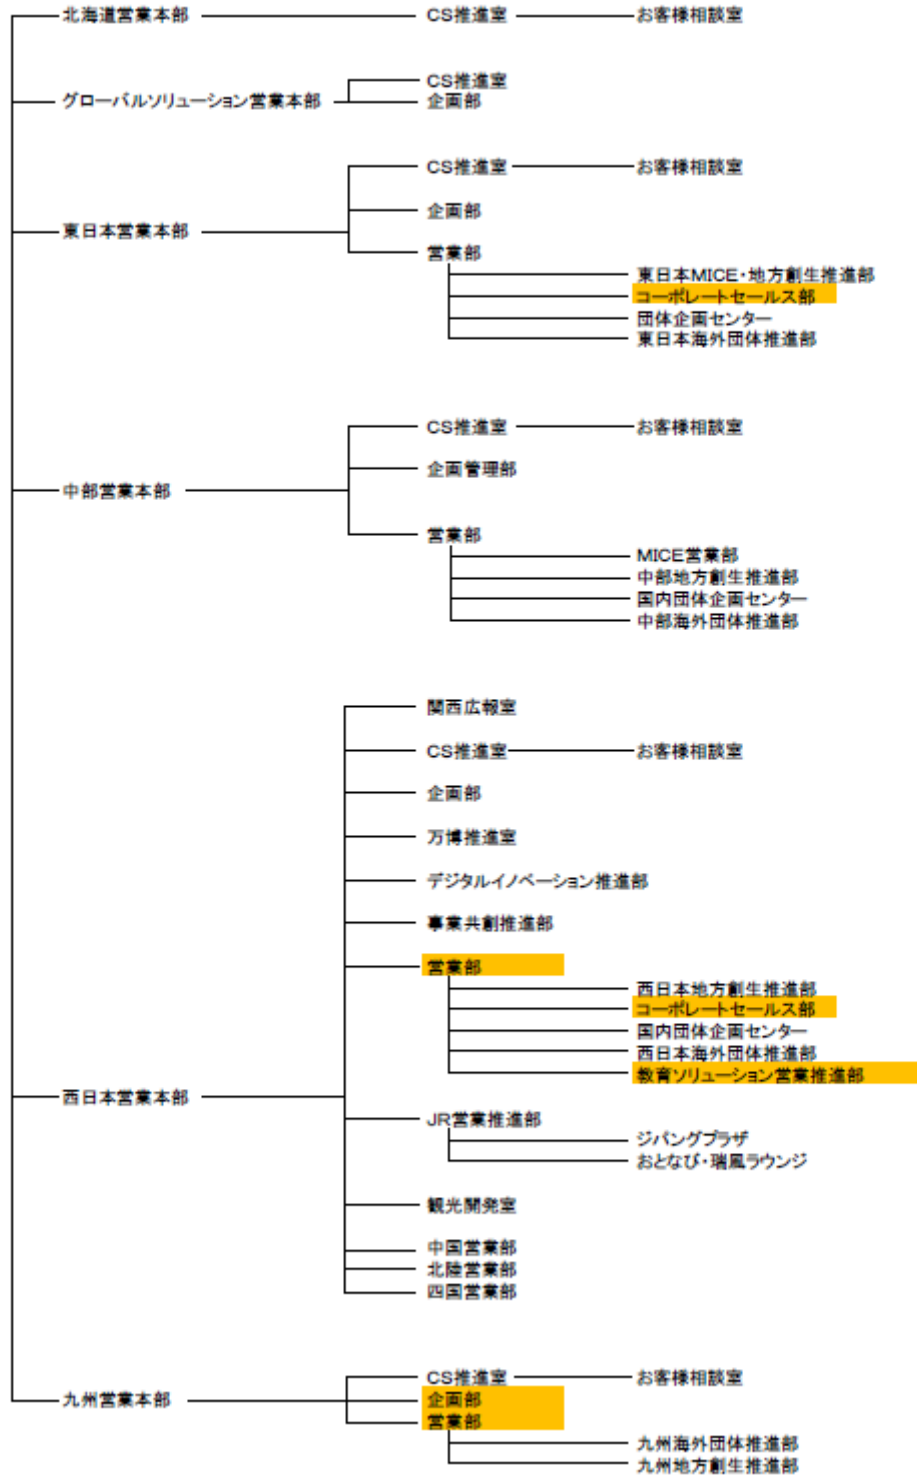 北海道営業本部 CS推進室 お客様相談室
CS推進室
グローバルソリューション営業本部 企画部
CS推進室 お客様相談室
企画部
東日本営業本部
営業部
東日本MICE・地方創生推進部
コーポレートセールス部
団体企画センター
東日本海外団体推進部
CS推進室 お客様相談室
企画管理部
中部営業本部
営業部
MICE営業部
中部地方創生推進部
国内団体企画センター
中部海外団体推進部
関西広報室
CS推進室 お客様相談室
企画部
万博推進室
デジタルイノベーション推進部
事業共創推進部
営業部
西日本地方創生推進部
コーポレートセールス部
国内団体企画センター
西日本海外団体推進部
教育ソリューション営業推進部
西日本営業本部
JR営業推進部
ジパングプラザ
おとなび・瑞風ラウンジ
観光開発室
中国営業部
北陸営業部
四国営業部
CS推進室 お客様相談室
九州営業本部 企画部
営業部
九州海外団体推進部
九州地方創生推進部